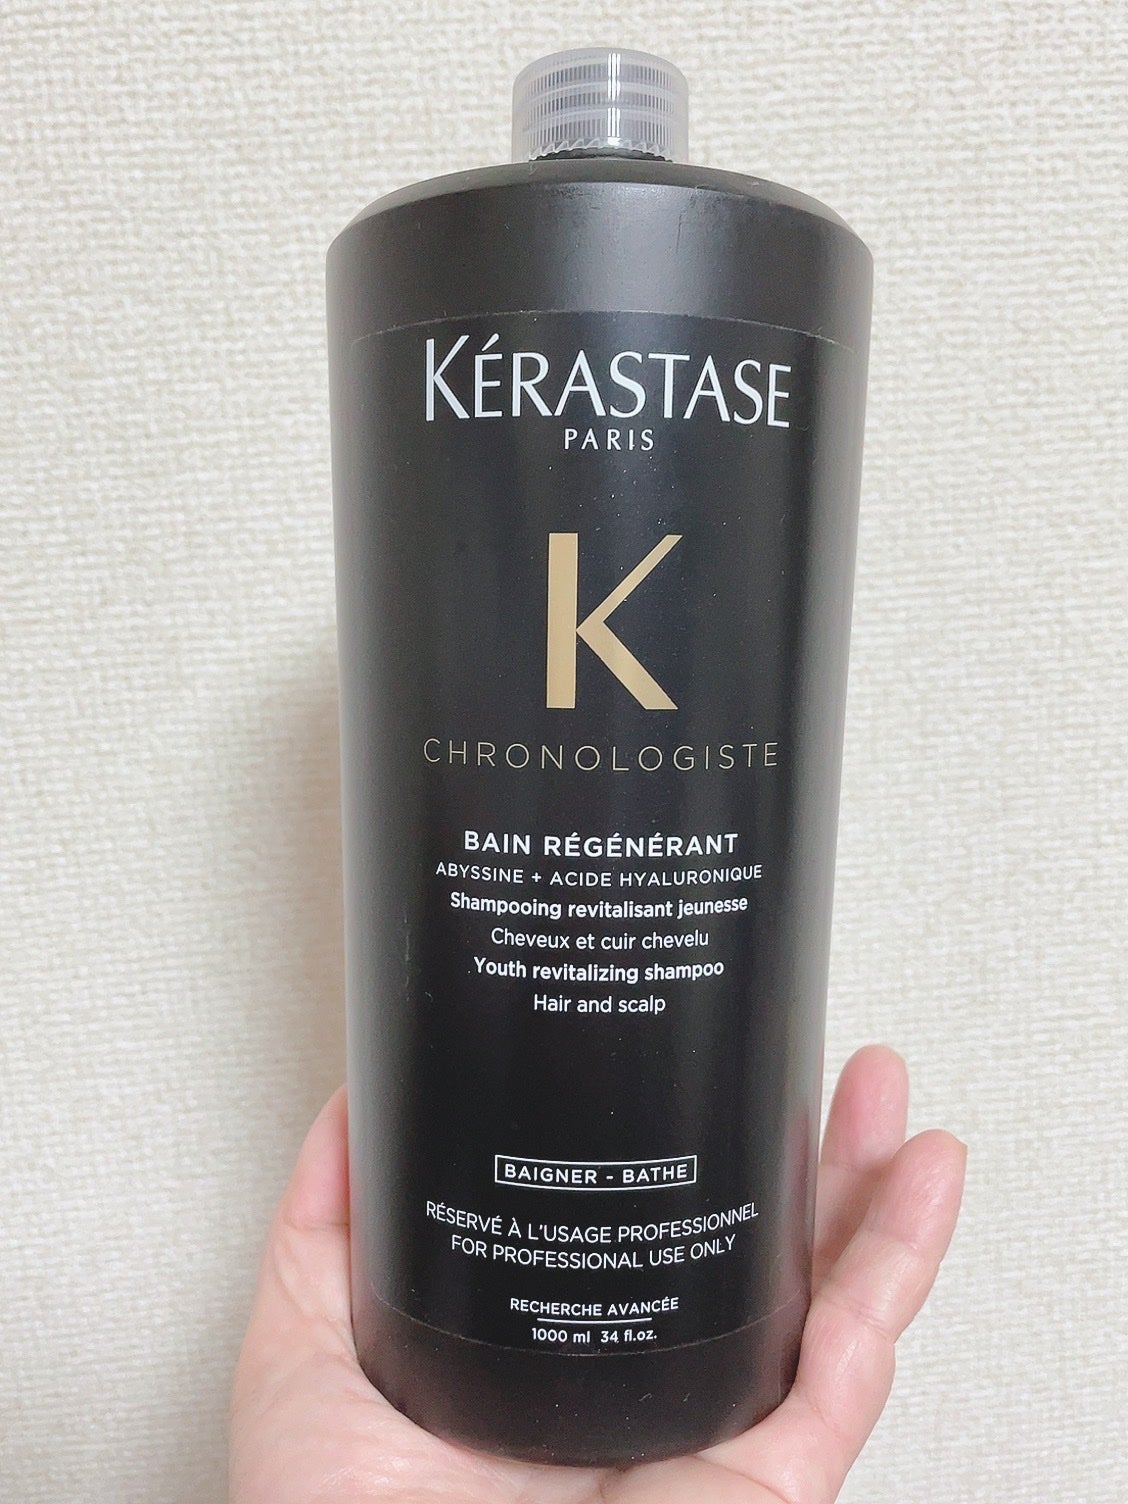 KÉRASTASE
PARIS
K
CHRONOLOGISTE
BAIN RÉGÉNÉRANT
ABYSSINE + ACIDE HYALURONIQUE
Shampooing revitalisant jeunesse
Cheveux et cuir chevelu
Youth revitalizing shampoo
Hair and scalp
BAIGNER - BATHE
RÉSERVÉ À L'USAGE PROFESSIONNEL
FOR PROFESSIONAL USE ONLY
RECHERCHE AVANCÉE
1000 ml 34 fl.oz.